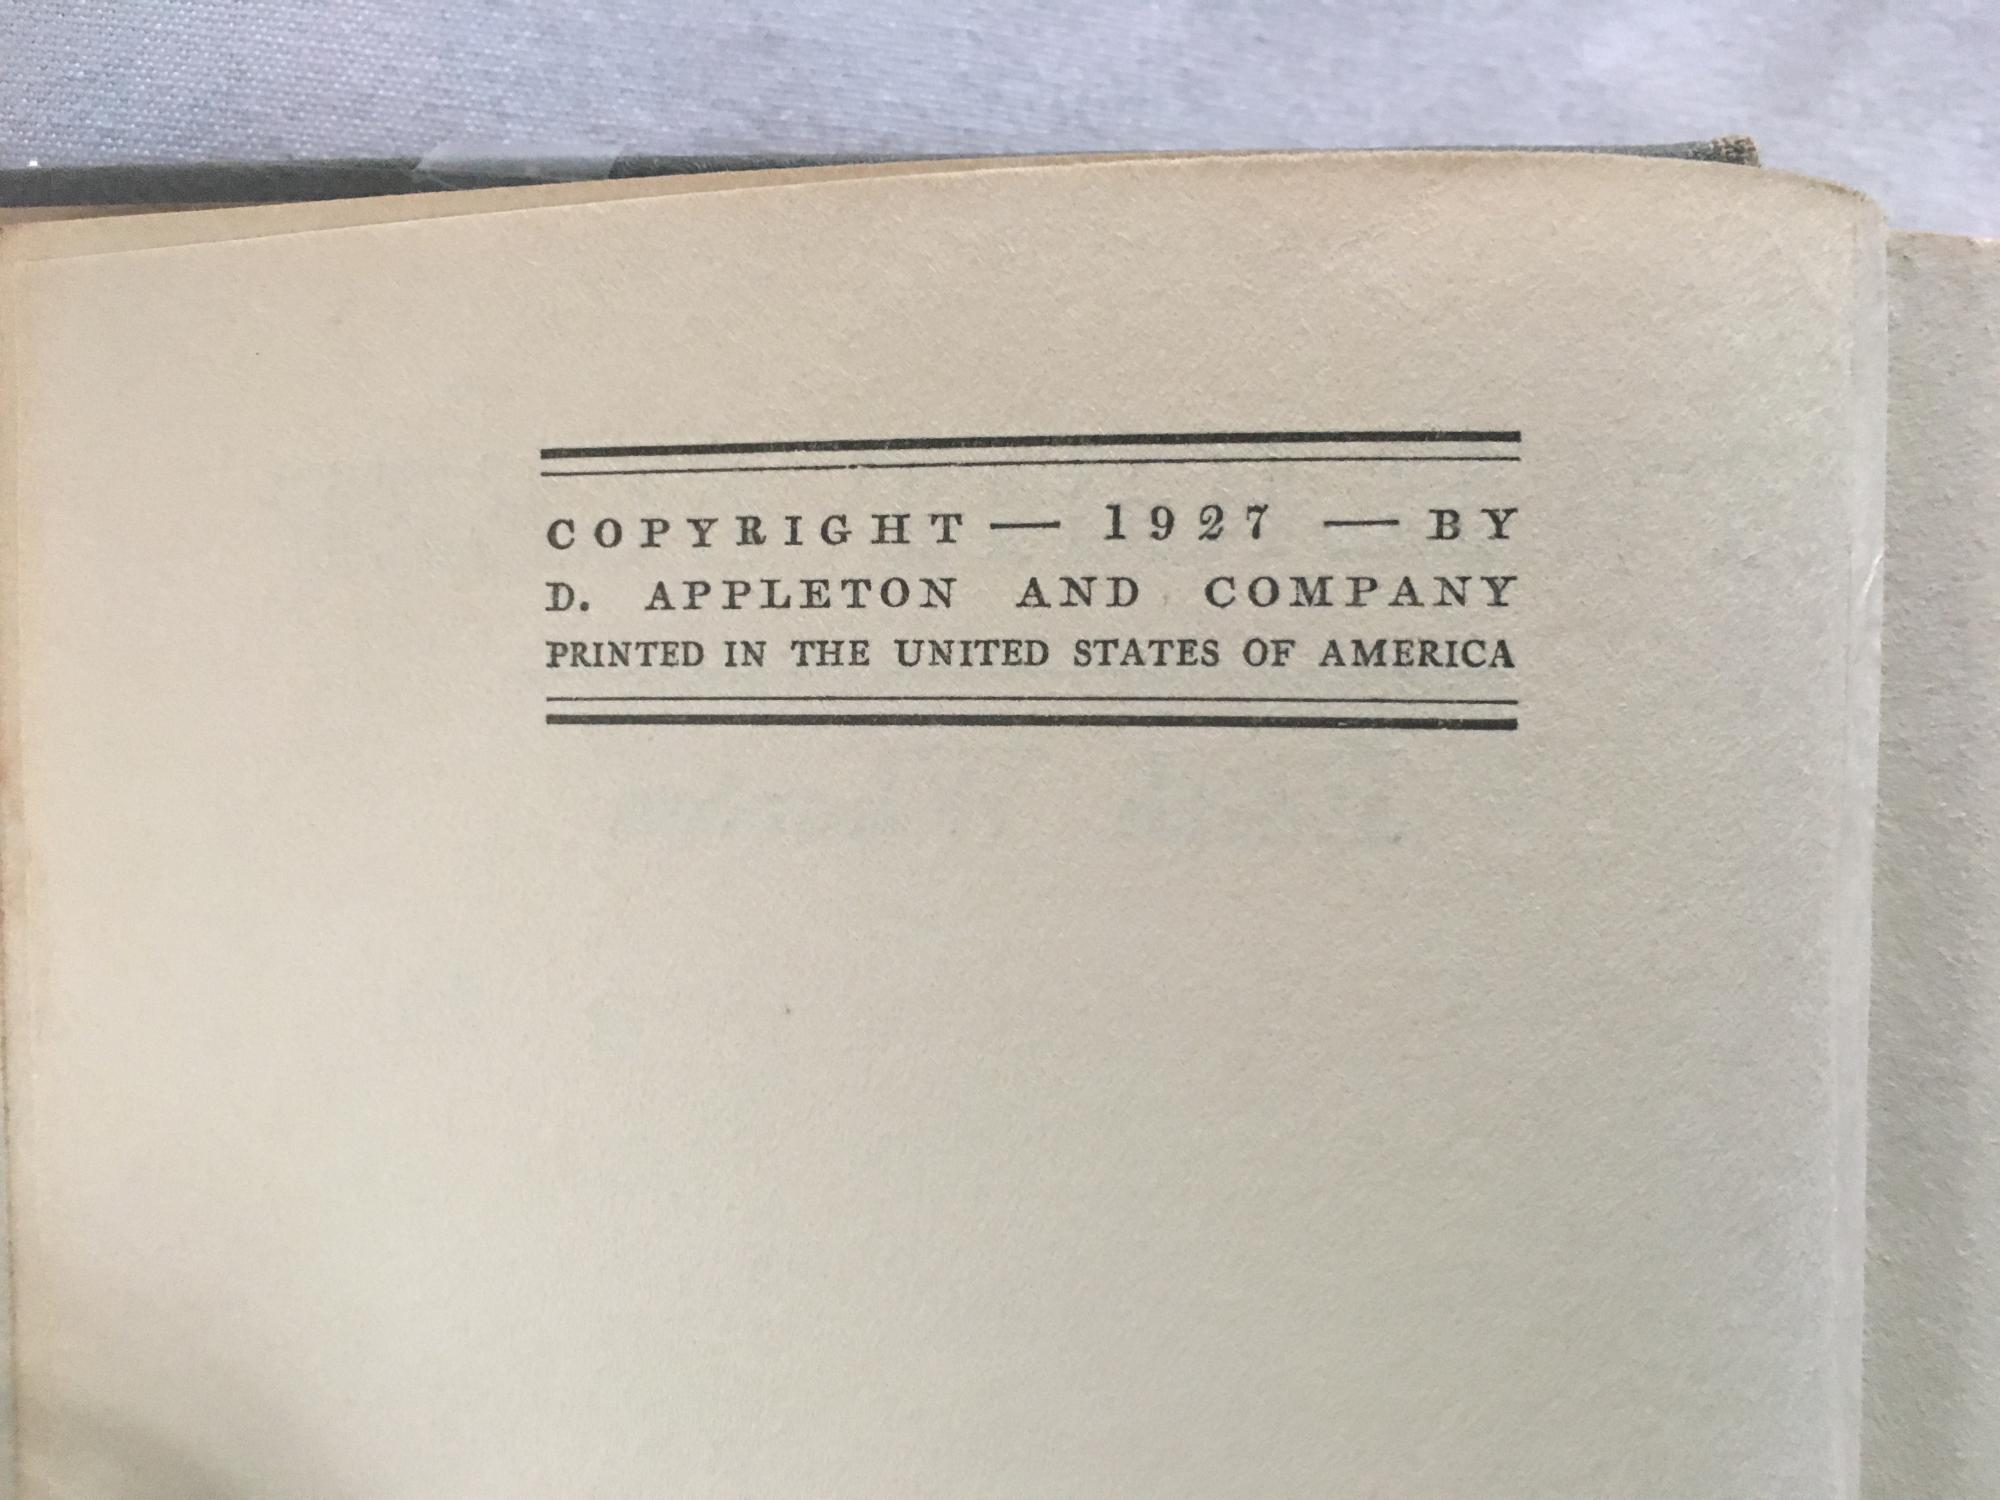 COPYRIGHT — 1927 — BY
D. APPLETON AND COMPANY
PRINTED IN THE UNITED STATES OF AMERICA